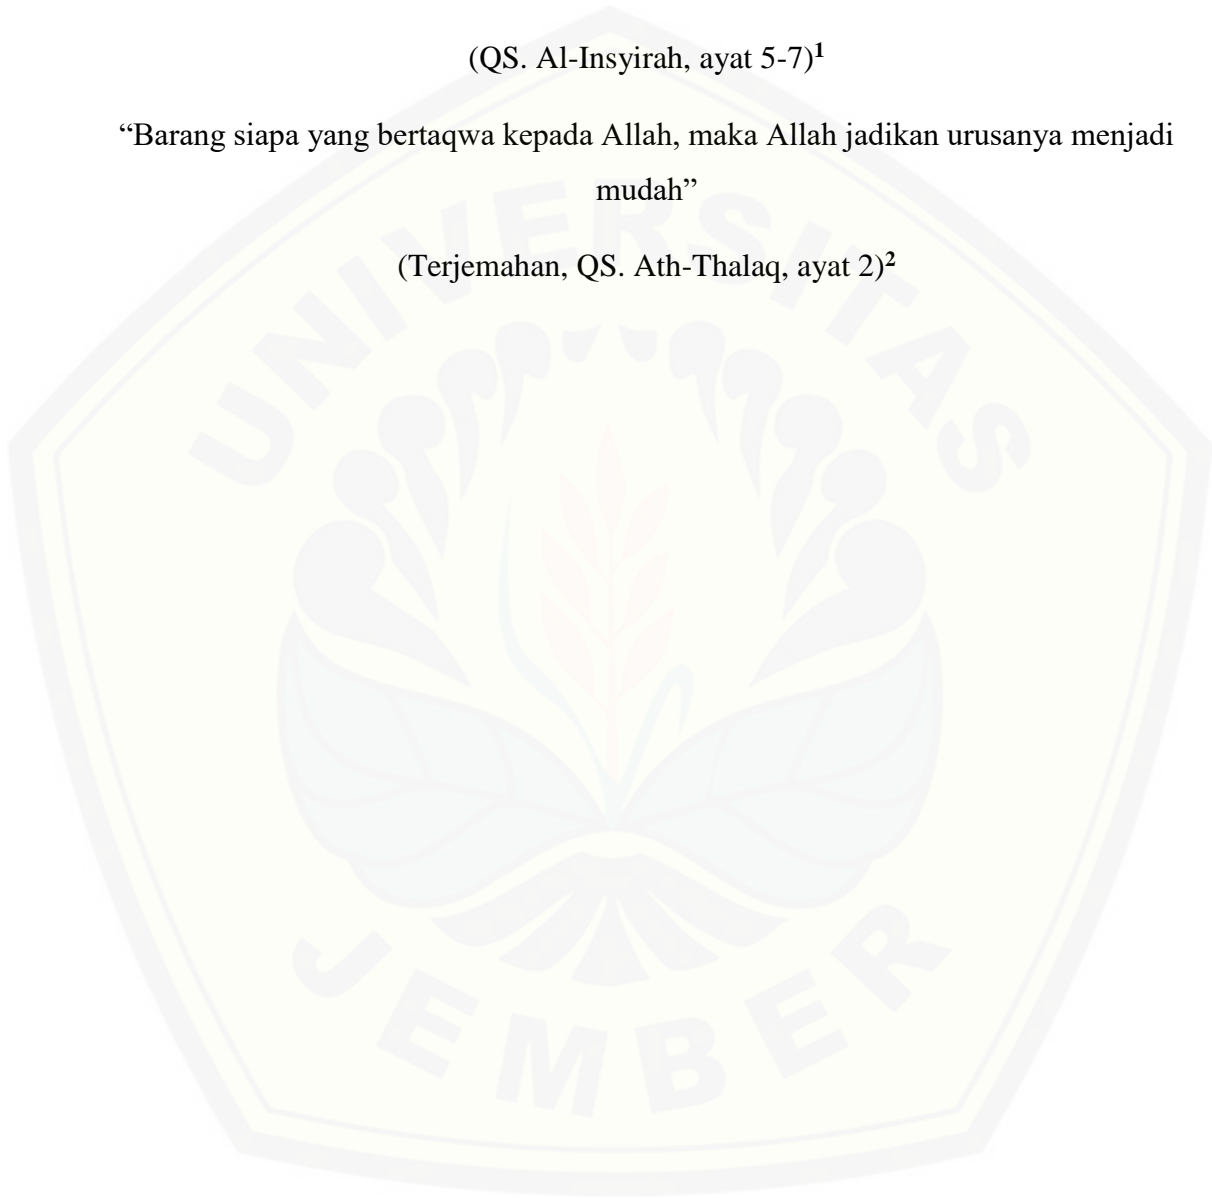 (QS. Al-Insyirah, ayat 5-7)¹
“Barang siapa yang bertaqwa kepada Allah, maka Allah jadikan urusanya menjadi
mudah”
(Terjemahan, QS. Ath-Thalaq, ayat 2)²
UNIVERSITAS
JEMBER